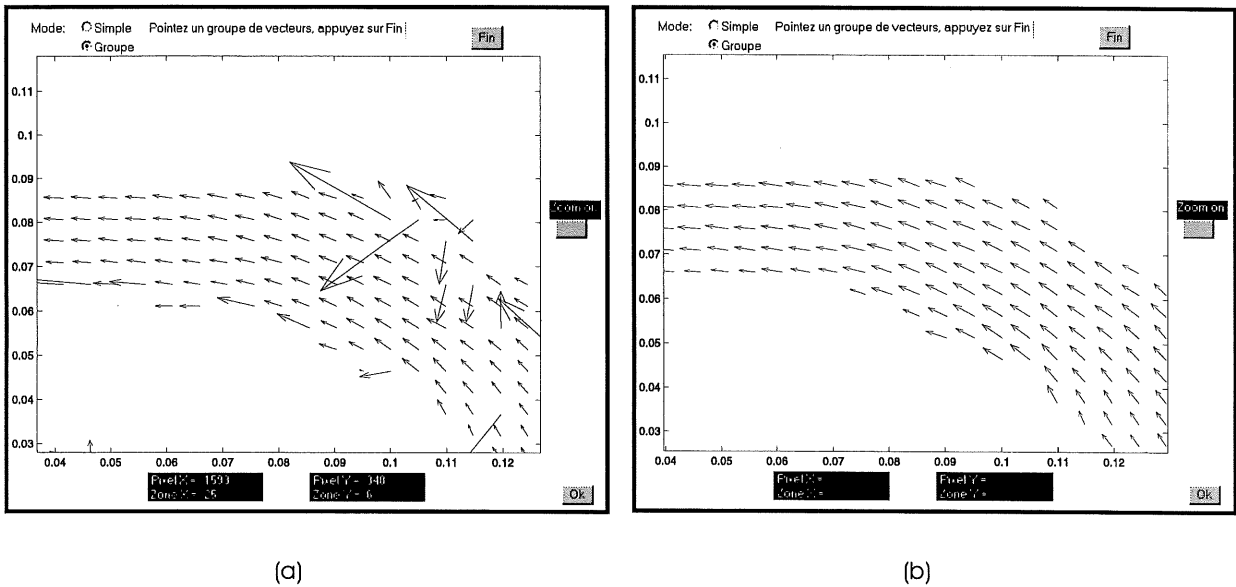 Mode: Simple Pointez un groupe de vecteurs, appuyez sur Fin
Groupe
Fin
0.11
0.1
0.09
0.08
0.07
0.06
0.05
0.04
0.03
0.04 0.05 0.06 0.07 0.08 0.09 0.1 0.11 0.12
Zoom on
Pixel X = 1593
Zone X = 25
Pixel Y = 340
Zone Y = 6
Ok
(a)
Mode: Simple Pointez un groupe de vecteurs, appuyez sur Fin
Groupe
Fin
0.11
0.1
0.09
0.08
0.07
0.06
0.05
0.04
0.03
0.04 0.05 0.06 0.07 0.08 0.09 0.1 0.11 0.12
Zoom on
Pixel X =
Zone X =
Pixel Y =
Zone Y =
Ok
(b)